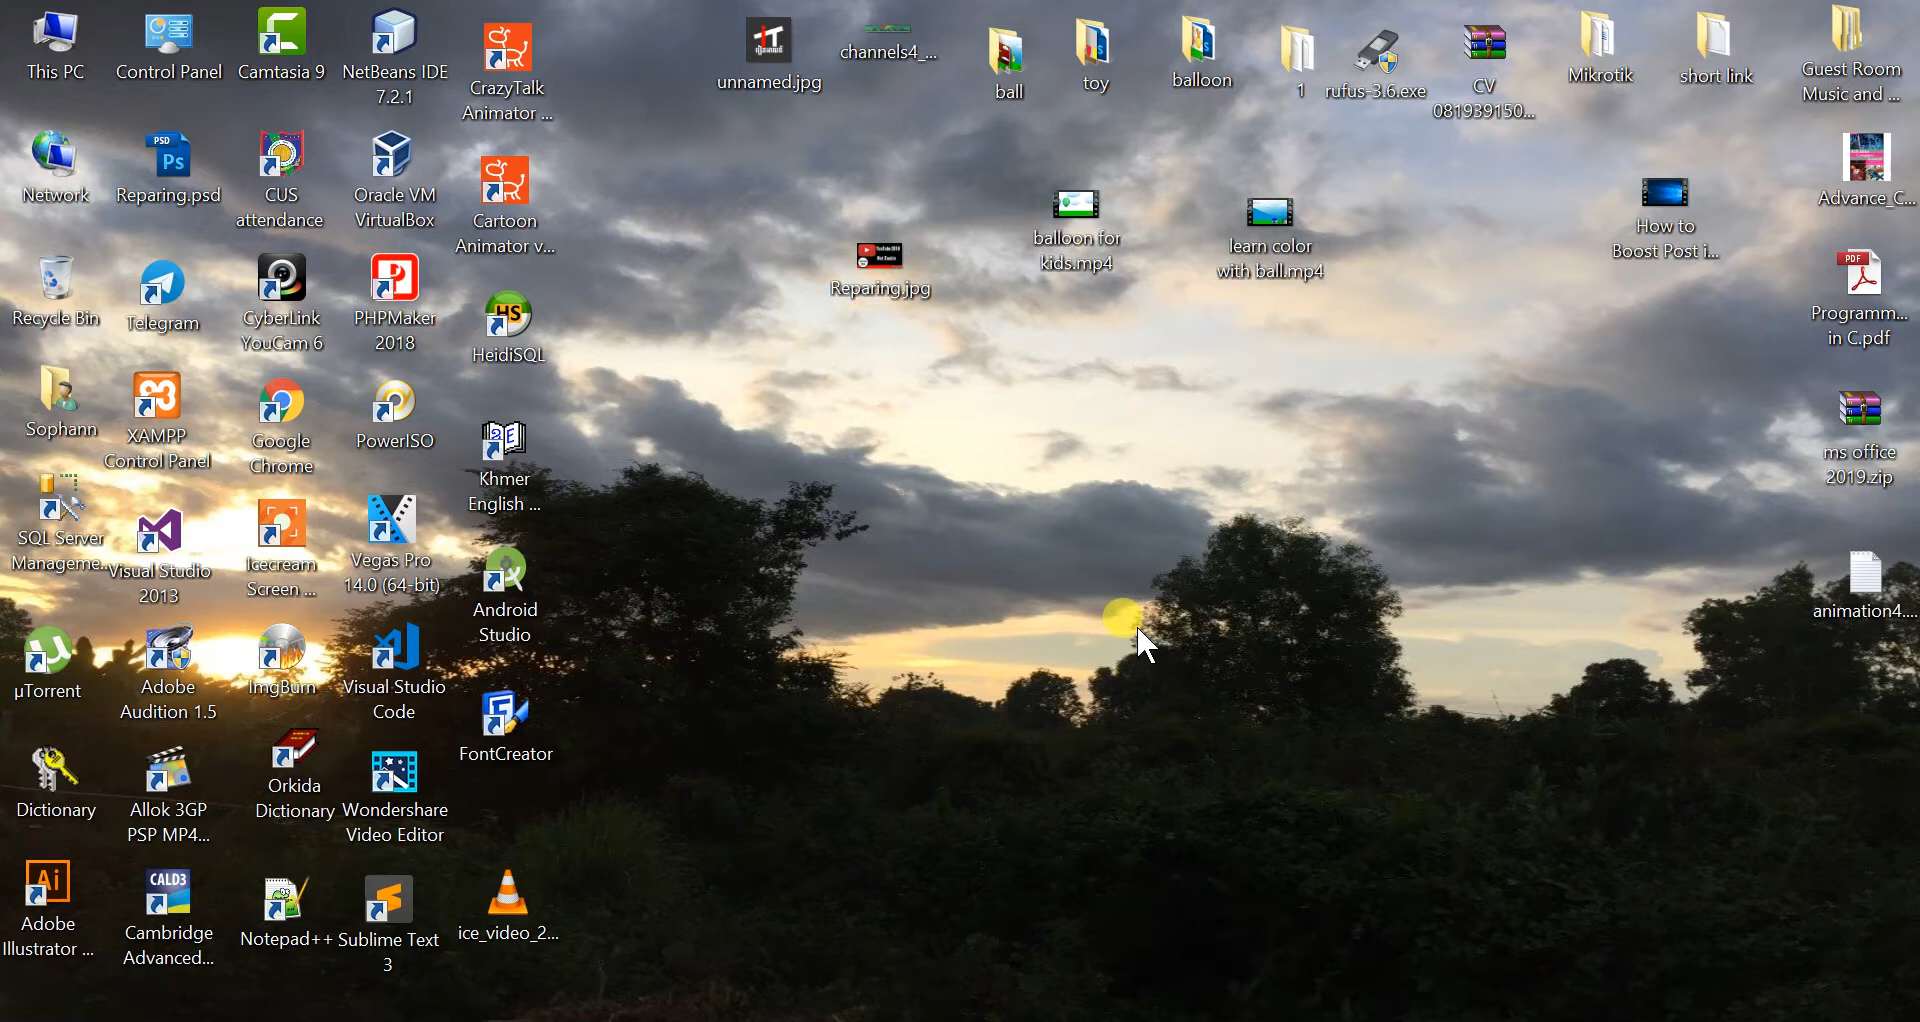 This PC
Control Panel
Camtasia 9
NetBeans IDE
7.2.1
CrazyTalk
Animator ...
unnamed.jpg
channels4_...
ball
toy
balloon
1
rufus-3.6.exe
CV
081939150...
Mikrotik
short link
Guest Room
Music and ...
Network
PSD
Ps
Reparing.psd
CUS
attendance
Oracle VM
VirtualBox
Cartoon
Animator v...
Reparing.jpg
balloon for
kids.mp4
learn color
with ball.mp4
How to
Boost Post i...
Advance_C...
Recycle Bin
Telegram
CyberLink
YouCam 6
PHPMaker
2018
HS
HeidiSQL
PDF
Programm...
in C.pdf
Sophann
XAMPP
Control Panel
Google
Chrome
PowerISO
Khmer
English ...
ms office
2019.zip
SQL Server
Manageme...
Visual Studio
2013
Icecream
Screen ...
Vegas Pro
14.0 (64-bit)
Android
Studio
animation4....
µTorrent
Adobe
Audition 1.5
ImgBurn
Visual Studio
Code
FontCreator
Dictionary
Allok 3GP
PSP MP4...
Orkida
Dictionary
Wondershare
Video Editor
Ai
Adobe
Illustrator ...
CALD3
Cambridge
Advanced...
Notepad++
Sublime Text
3
ice_video_2...